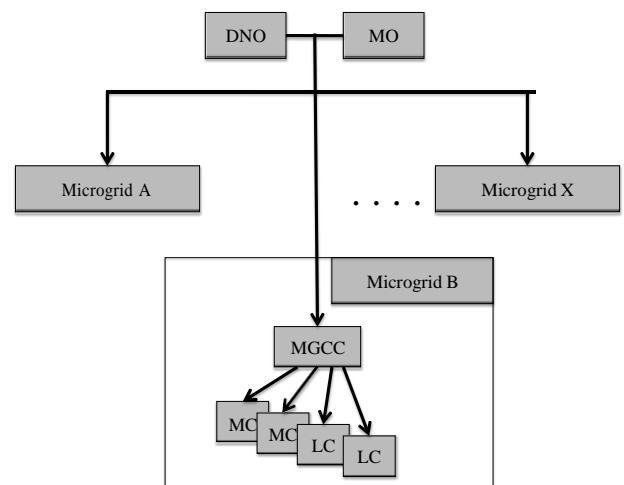 DNO
MO
Microgrid A
. . . .
Microgrid X
Microgrid B
MGCC
MC
MC
LC
LC